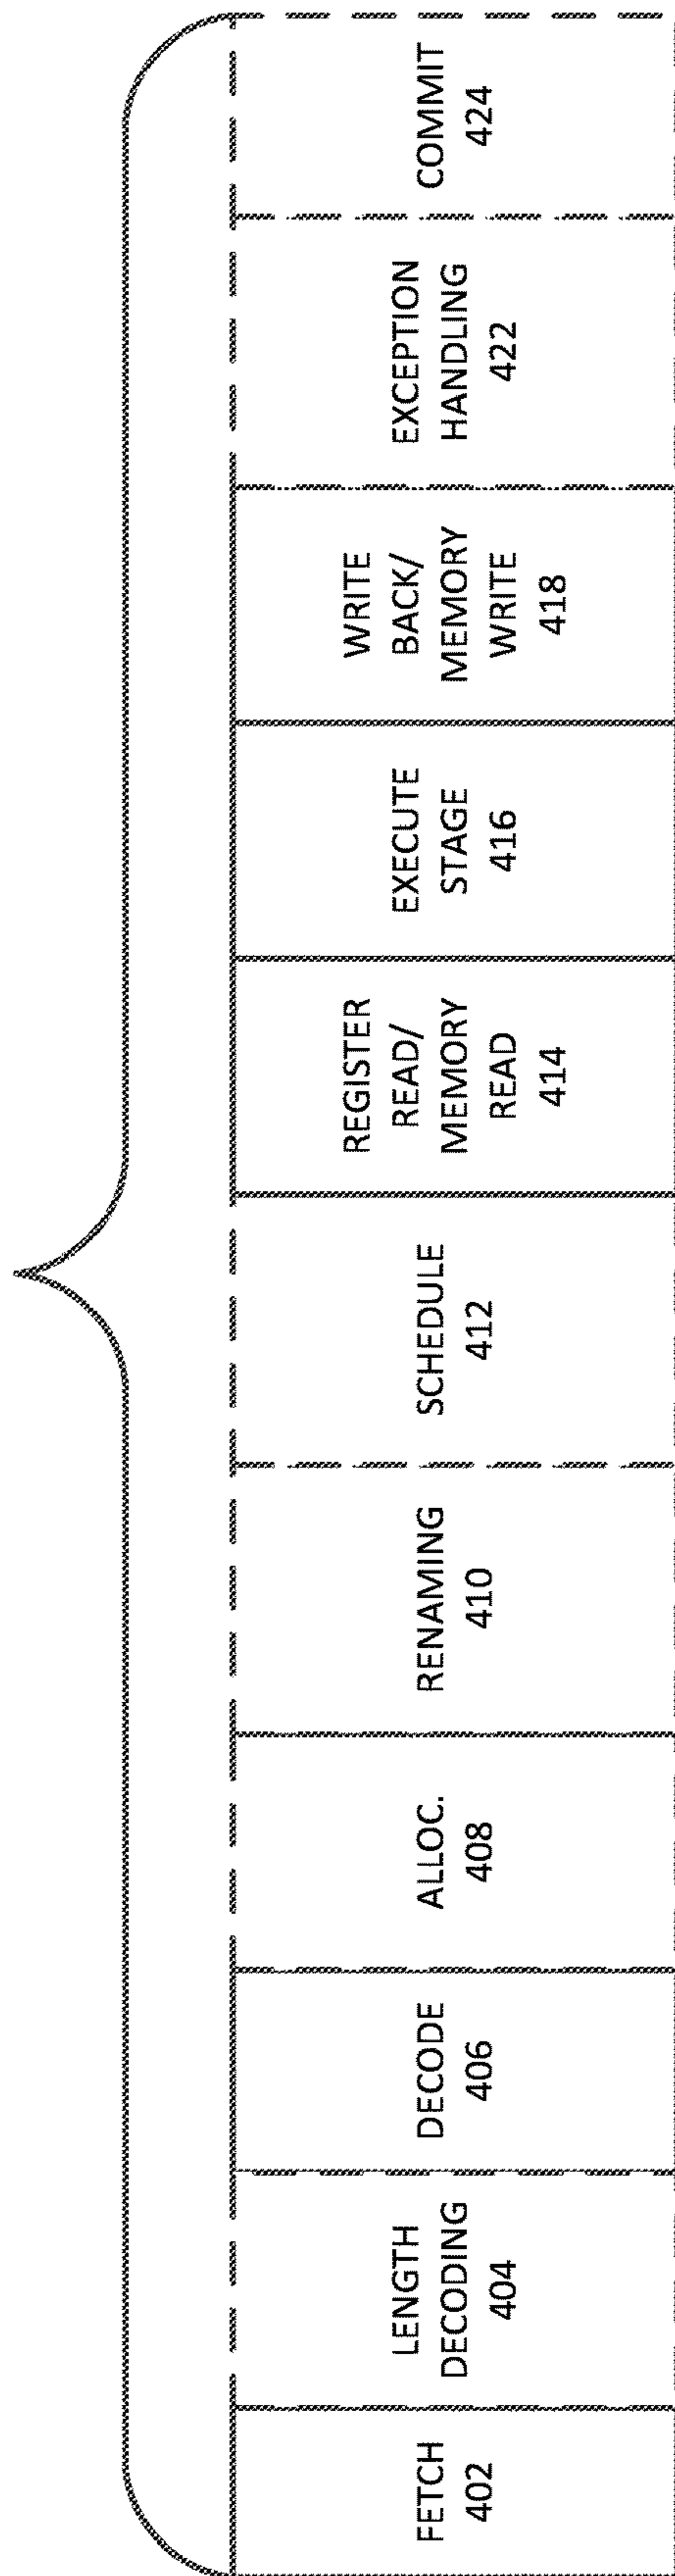 FETCH
402
LENGTH
DECODING
404
DECODE
406
ALLOC.
408
RENAMING
410
SCHEDULE
412
REGISTER
READ/
MEMORY
READ
414
EXECUTE
STAGE
416
WRITE
BACK/
MEMORY
WRITE
418
EXCEPTION
HANDLING
422
COMMIT
424